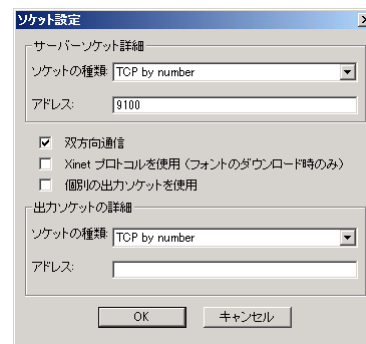 ソケット設定
サーバーソケット詳細
ソケットの種類: TCP by number
アドレス: 9100
双方向通信
Xinet プロトコルを使用 (フォントのダウンロード時のみ)
個別の出力ソケットを使用
出力ソケットの詳細
ソケットの種類: TCP by number
アドレス:
OK キャンセル